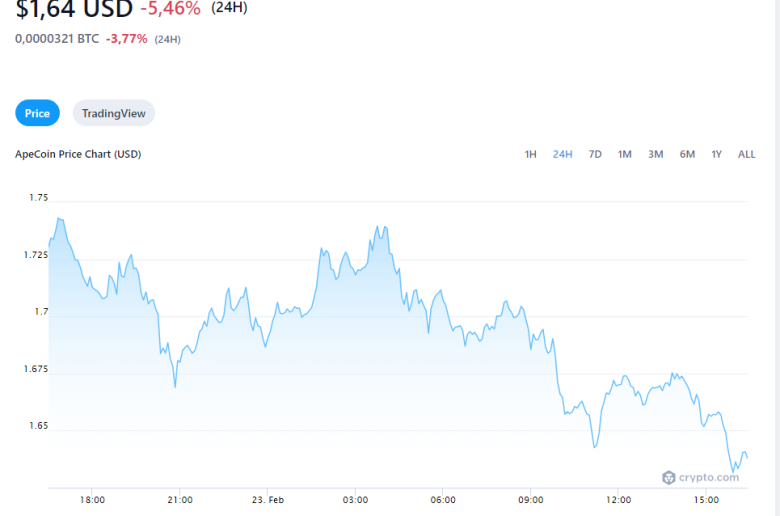 $1,64 USD -5,46% (24H)
0,0000321 BTC -3,77% (24H)
Price TradingView
ApeCoin Price Chart (USD) 1H 24H 7D 1M 3M 6M 1Y ALL
1.75
1.725
1.7
1.675
1.65
crypto.com
18:00 21:00 23. Feb 03:00 06:00 09:00 12:00 15:00